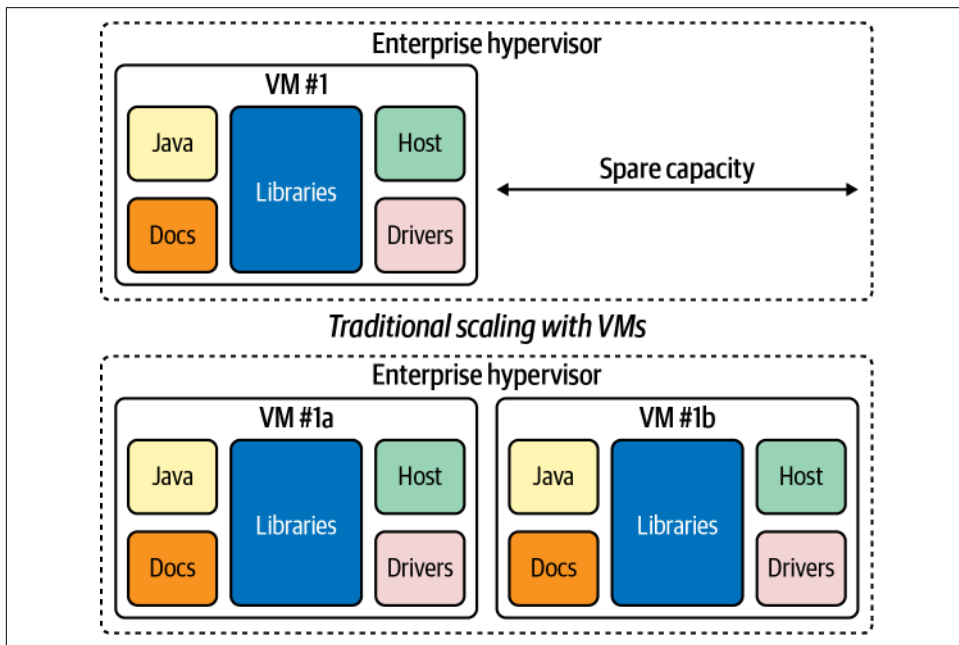 Enterprise hypervisor
VM #1
Java
Libraries
Host
Docs
Drivers
Spare capacity
Traditional scaling with VMs
Enterprise hypervisor
VM #1a
Java
Libraries
Host
Docs
Drivers
VM #1b
Java
Libraries
Host
Docs
Drivers